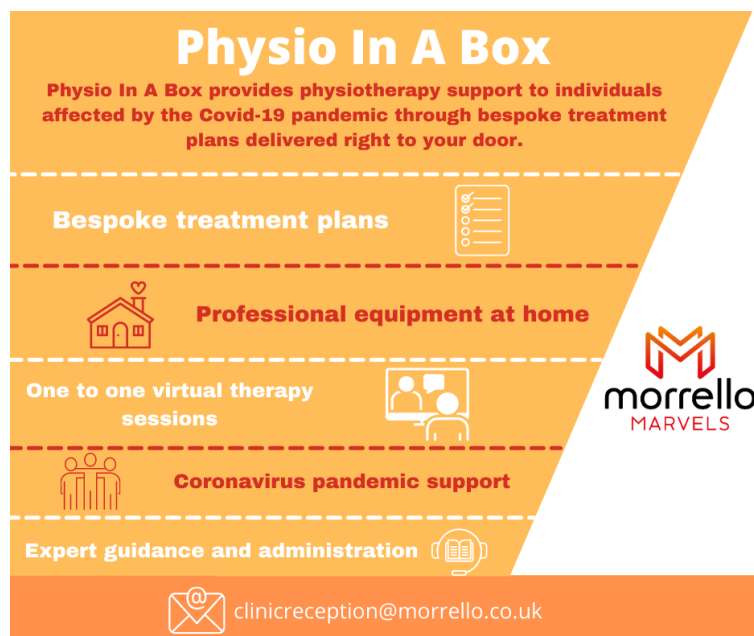 Physio In A Box
Physio In A Box provides physiotherapy support to individuals
affected by the Covid-19 pandemic through bespoke treatment
plans delivered right to your door.
Bespoke treatment plans
Professional equipment at home
One to one virtual therapy
sessions
morrello
MARVELS
Coronavirus pandemic support
Expert guidance and administration
@ clinicreception@morrello.co.uk